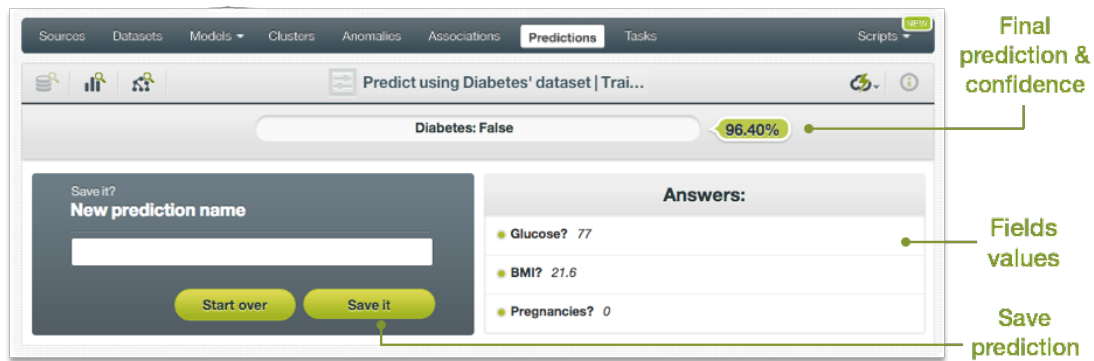 Sources Datasets Models Clusters Anomalies Associations Predictions Tasks Scripts NEW
Predict using Diabetes' dataset | Trai...
Diabetes: False 96.40%
Save it?
New prediction name
Start over Save it
Answers:
Glucose? 77
BMI? 21.6
Pregnancies? 0
Final
prediction &
confidence
Fields
values
Save
prediction